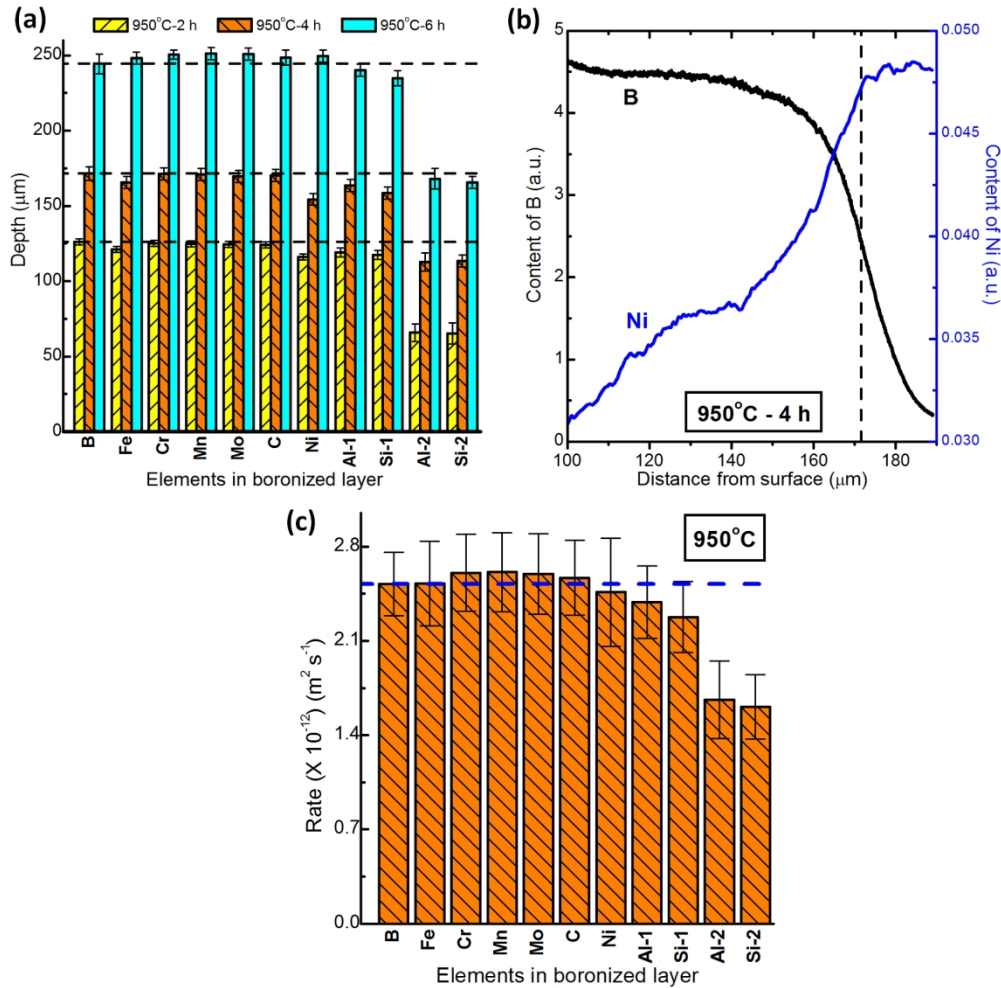 (a)
950°C-2 h 950°C-4 h 950°C-6 h
250
200
150
100
50
0
Depth (μm)
B Fe Cr Mn Mo C Ni Al-1 Si-1 Al-2 Si-2
Elements in boronized layer
(b)
5
4
3
2
1
0
Content of B (a.u.)
B
Ni
950°C - 4 h
0.050
0.045
0.040
0.035
0.030
Content of Ni (a.u.)
100 120 140 160 180
Distance from surface (μm)
(c)
950°C
2.8
2.1
1.4
0.7
0.0
Rate (X 10⁻¹²) (m² s⁻¹)
B Fe Cr Mn Mo C Ni Al-1 Si-1 Al-2 Si-2
Elements in boronized layer